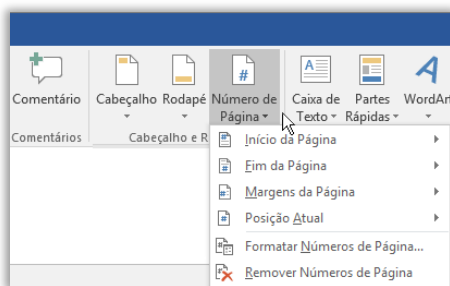 Comentário
Cabeçalho
Rodapé
Número de
Página
Caixa de
Texto
Partes
Rápidas
WordAr
Comentários
Cabeçalho e R
Início da Página
Fim da Página
Margens da Página
Posição Atual
Formatar Números de Página...
Remover Números de Página